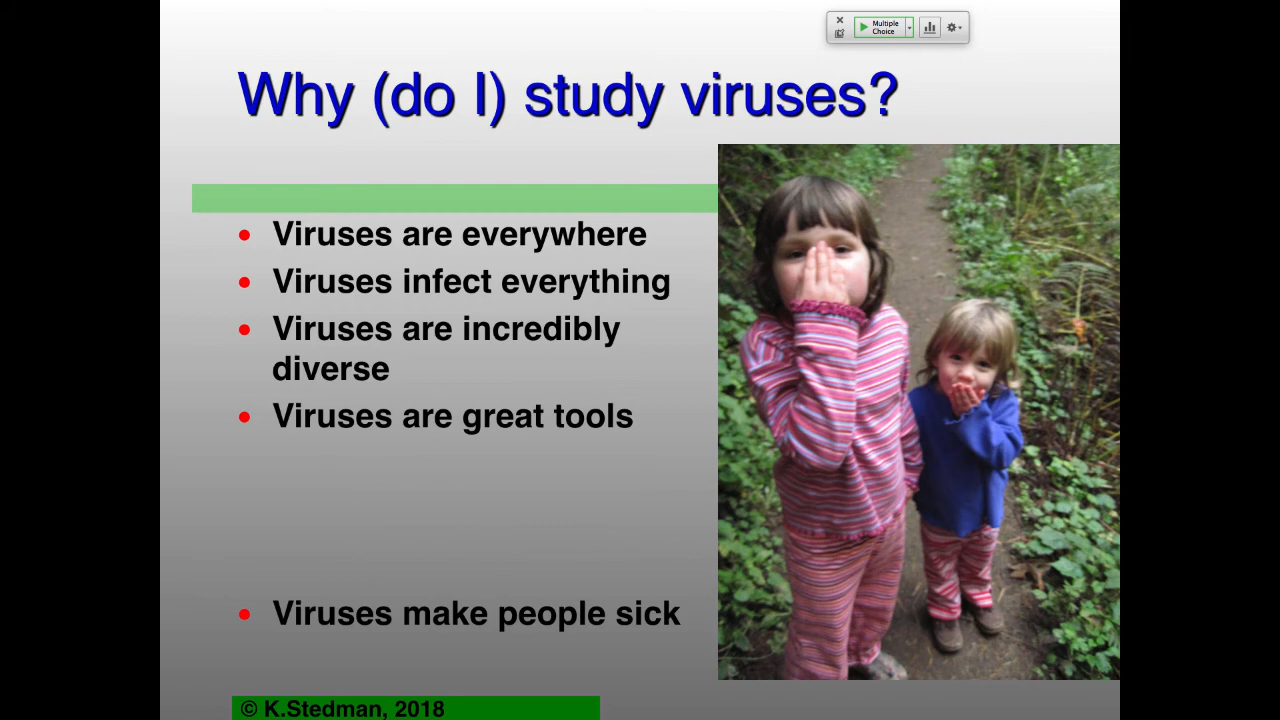 Multiple
Choice
Why (do I) study viruses?
Viruses are everywhere
Viruses infect everything
Viruses are incredibly
diverse
Viruses are great tools
Viruses make people sick
© K.Stedman, 2018